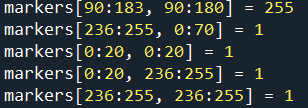 markers[90:183, 90:180] = 255
markers[236:255, 0:70] = 1
markers[0:20, 0:20] = 1
markers[0:20, 236:255] = 1
markers[236:255, 236:255] = 1